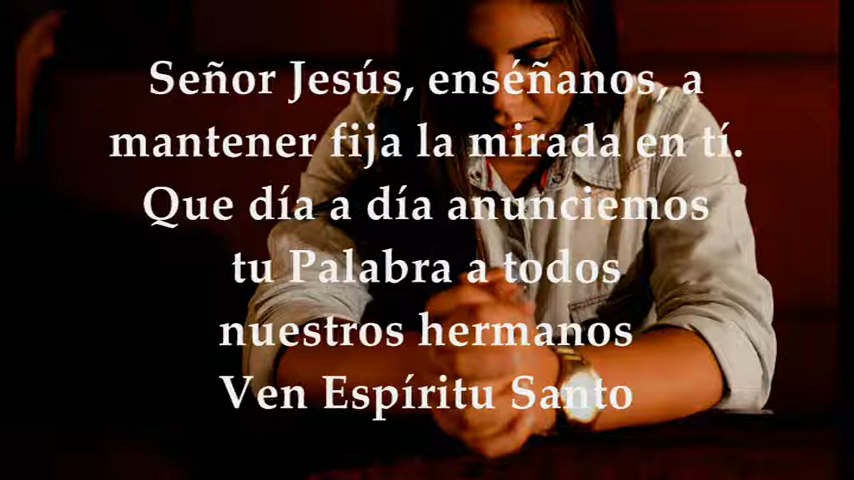 Señor Jesús, enséñanos, a
mantener fija la mirada en tí.
Que día a día anunciemos
tu Palabra a todos
nuestros hermanos
Ven Espíritu Santo